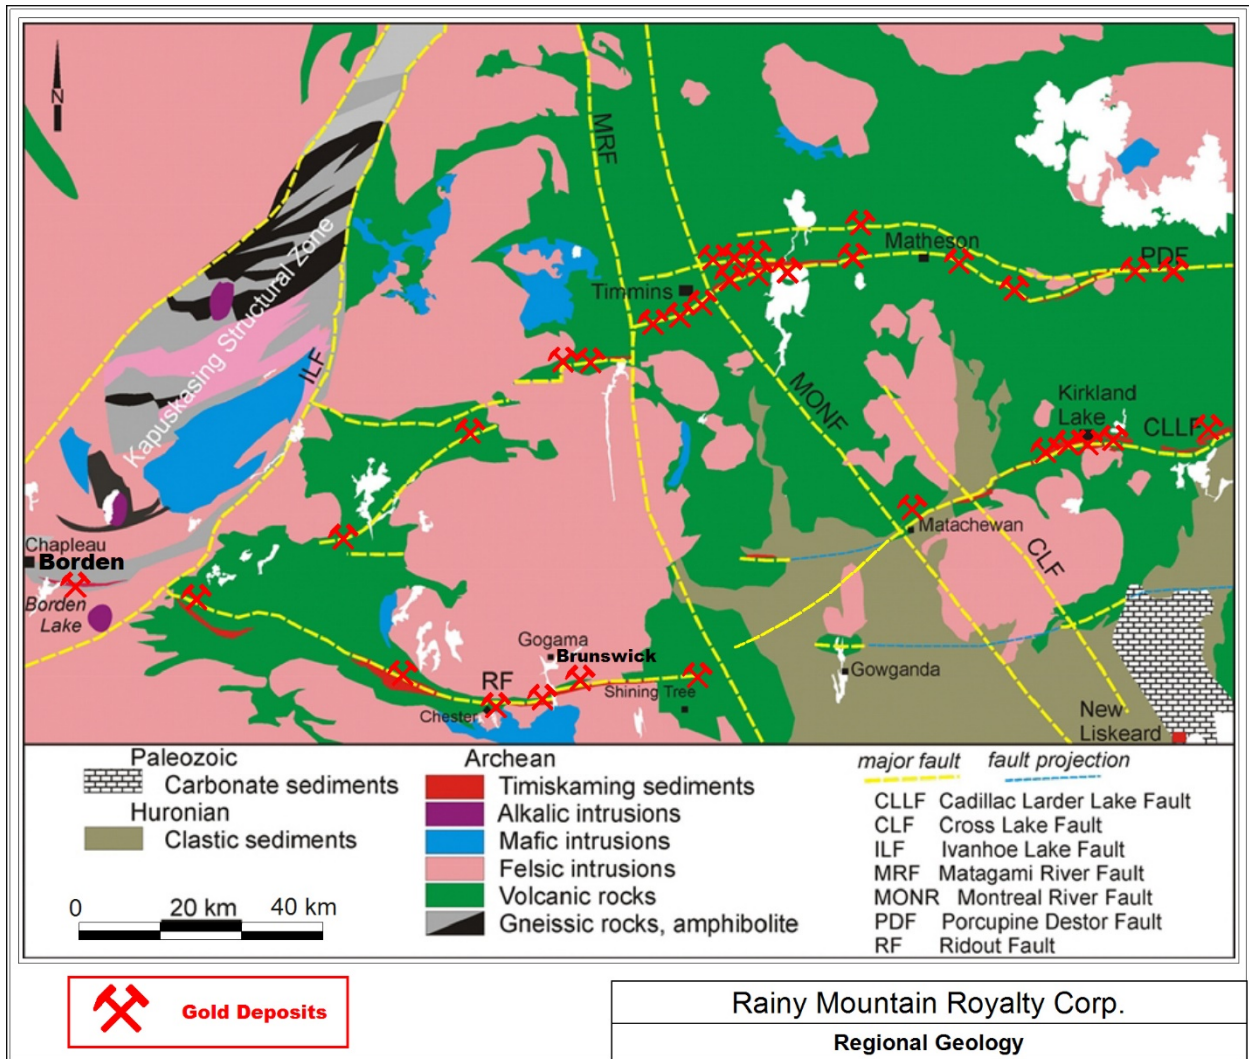 N
MRF
Matheson
PDF
Timmins
Kapuskasing Structural Zone
ILF
MONF
Kirkland
Lake
CLLF
Matachewan
CLF
Chapleau
Borden
Borden
Lake
Gogama
Brunswick
RF
Shining Tree
Chester
Gowganda
New
Liskeard
Paleozoic
Carbonate sediments
Huronian
Clastic sediments
0 20 km 40 km
Archean
Timiskaming sediments
Alkalic intrusions
Mafic intrusions
Felsic intrusions
Volcanic rocks
Gneissic rocks, amphibolite
major fault fault projection
CLLF Cadillac Larder Lake Fault
CLF Cross Lake Fault
ILF Ivanhoe Lake Fault
MRF Matagami River Fault
MONR Montreal River Fault
PDF Porcupine Destor Fault
RF Ridout Fault
Gold Deposits
Rainy Mountain Royalty Corp.
Regional Geology